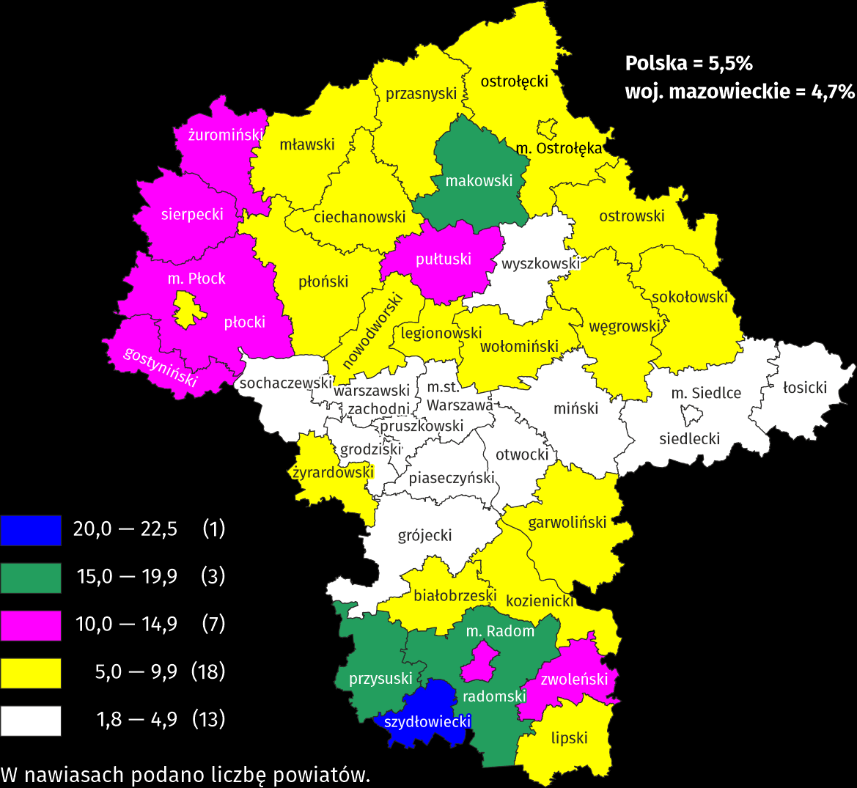 Polska = 5,5%
woj. mazowieckie = 4,7%
ostrołęcki
przasnyski
żuromiński
mławski
m. Ostrołęka
makowski
sierpecki
ciechanowski
ostrowski
pułtuski
wyszkowski
m. Płock
płoński
sokołowski
płocki
nowodworski
legionowski
węgrowski
wołomiński
gostyniński
sochaczewski
warszawski
zachodni
m.st.
Warszawa
m. Siedlce
łosicki
miński
pruszkowski
siedlecki
grodziski
otwocki
żyrardowski
piaseczyński
garwoliński
grójecki
20,0 — 22,5 (1)
15,0 — 19,9 (3)
białobrzeski
kozienicki
10,0 — 14,9 (7)
m. Radom
5,0 — 9,9 (18)
przysuski
zwoleński
radomski
1,8 — 4,9 (13)
szydłowiecki
lipski
W nawiasach podano liczbę powiatów.